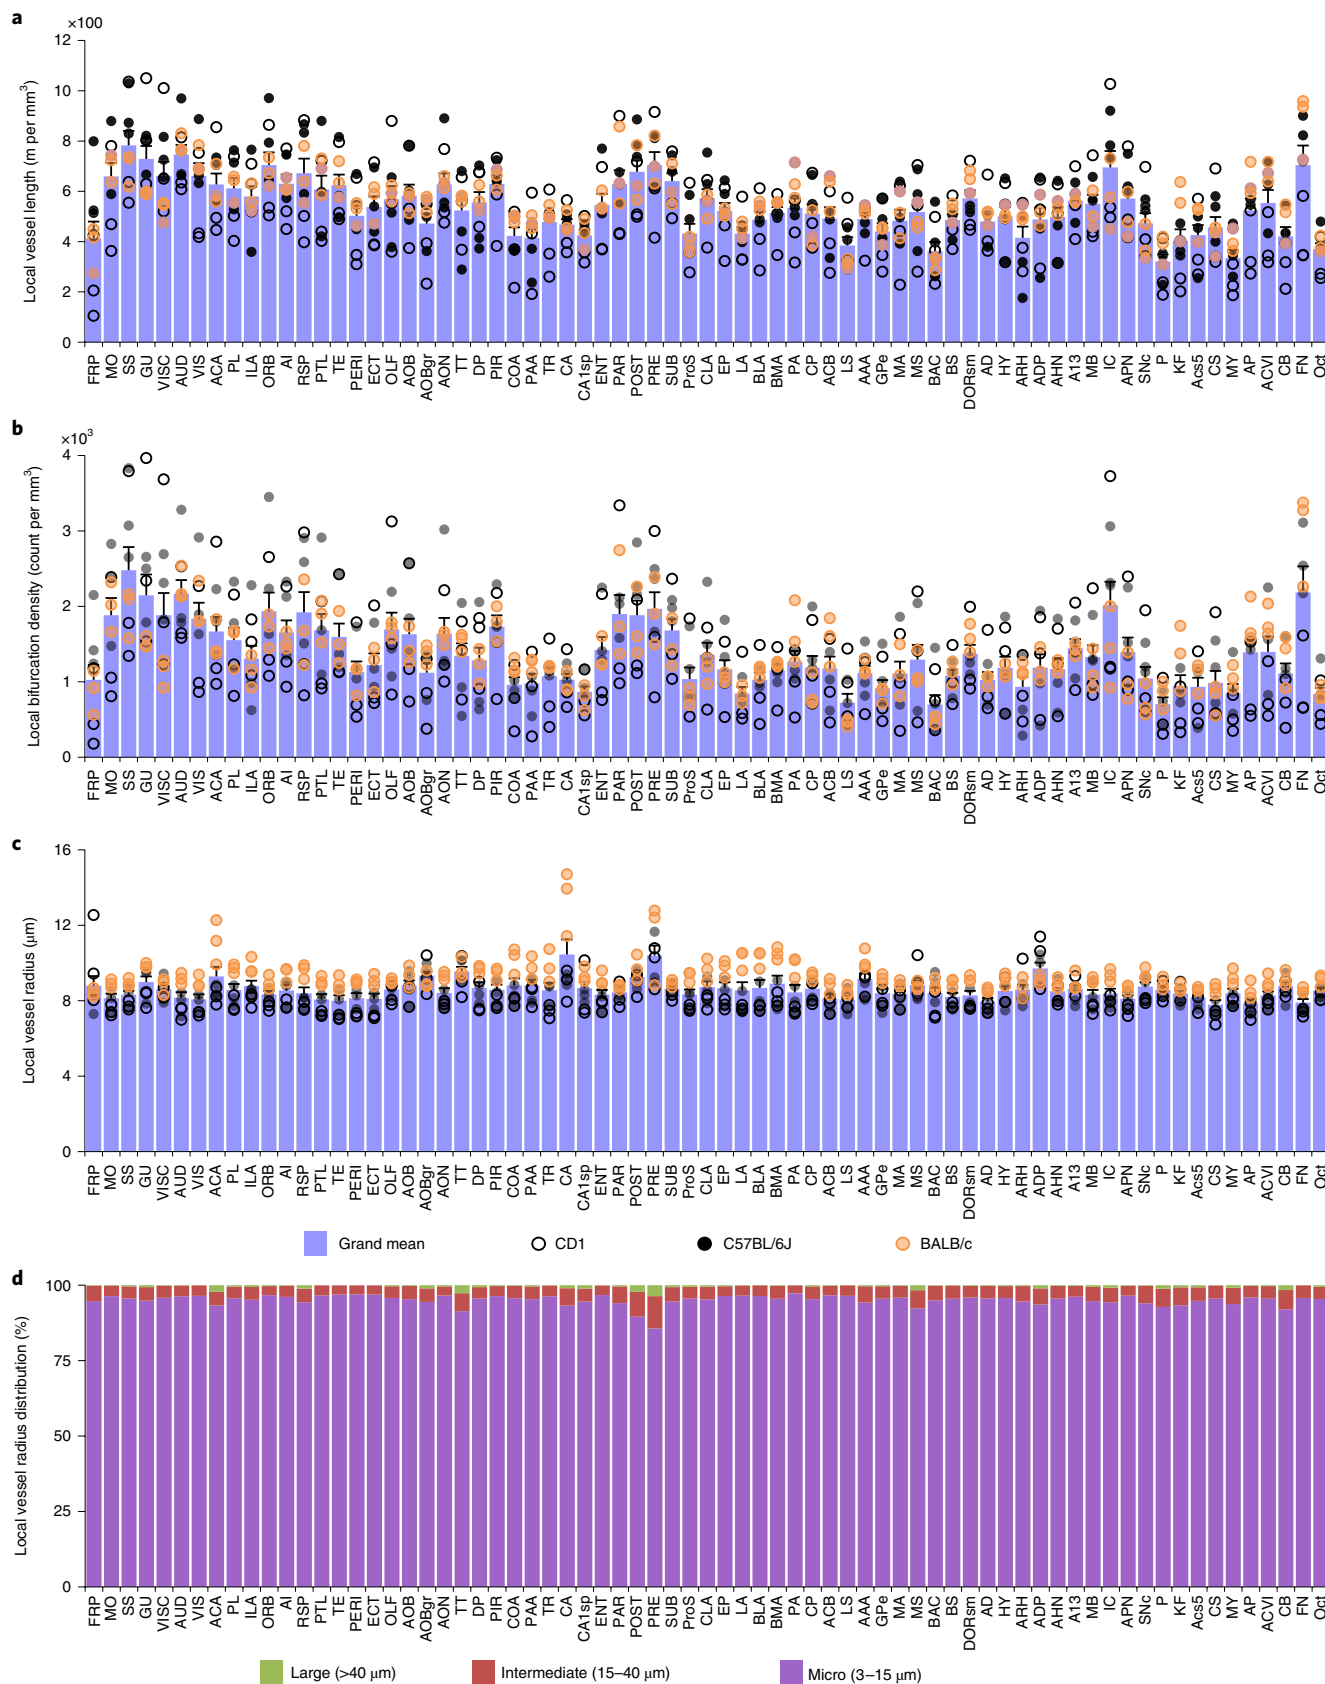 a
×100
Local vessel length (m per mm³)
12
10
8
6
4
2
0
FRP MO SS GU VISC AUD VIS ACA PL ILA ORB AI RSP PTL TE PERI ECT OLF AOB AOBgr AON TT DP PIR COA PAA TR CA CA1sp ENT PAR POST PRE SUB ProS CLA EP LA BLA BMA PA CP ACB LS AAA GPe MA MS BAC BS DORsm AD HY ARH ADP AHN A13 MB IC APN SNc P KF Acs5 CS MY AP ACVI CB FN Oct
b
×10³
Local bifurcation density (count per mm³)
4
3
2
1
0
FRP MO SS GU VISC AUD VIS ACA PL ILA ORB AI RSP PTL TE PERI ECT OLF AOB AOBgr AON TT DP PIR COA PAA TR CA CA1sp ENT PAR POST PRE SUB ProS CLA EP LA BLA BMA PA CP ACB LS AAA GPe MA MS BAC BS DORsm AD HY ARH ADP AHN A13 MB IC APN SNc P KF Acs5 CS MY AP ACVI CB FN Oct
c
Local vessel radius (μm)
16
12
8
4
0
FRP MO SS GU VISC AUD VIS ACA PL ILA ORB AI RSP PTL TE PERI ECT OLF AOB AOBgr AON TT DP PIR COA PAA TR CA CA1sp ENT PAR POST PRE SUB ProS CLA EP LA BLA BMA PA CP ACB LS AAA GPe MA MS BAC BS DORsm AD HY ARH ADP AHN A13 MB IC APN SNc P KF Acs5 CS MY AP ACVI CB FN Oct
Grand mean CD1 C57BL/6J BALB/c
d
Local vessel radius distribution (%)
100
75
50
25
0
FRP MO SS GU VISC AUD VIS ACA PL ILA ORB AI RSP PTL TE PERI ECT OLF AOB AOBgr AON TT DP PIR COA PAA TR CA CA1sp ENT PAR POST PRE SUB ProS CLA EP LA BLA BMA PA CP ACB LS AAA GPe MA MS BAC BS DORsm AD HY ARH ADP AHN A13 MB IC APN SNc P KF Acs5 CS MY AP ACVI CB FN Oct
Large (>40 μm) Intermediate (15–40 μm) Micro (3–15 μm)